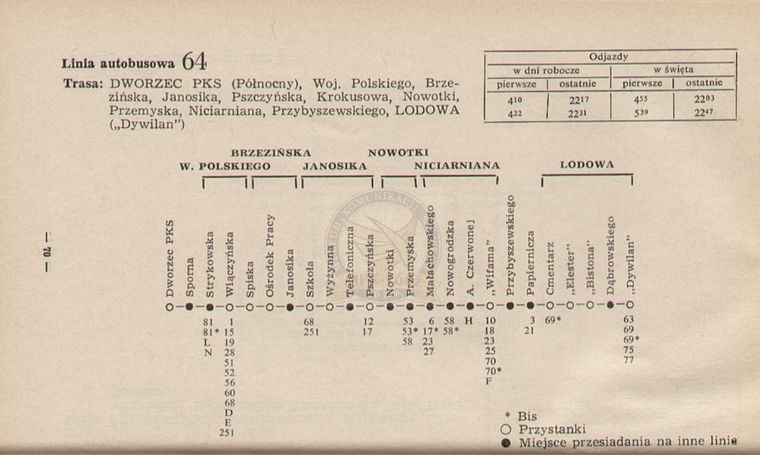 Linia autobusowa 64
Trasa: DWORZEC PKS (Północny), Woj. Polskiego, Brze-
zińska, Janosika, Pszczyńska, Krokusowa, Nowotki,
Przemyska, Niciarniana, Przybyszewskiego, LODOWA
(„Dywilan”)
Odjazdy
w dni robocze | w święta
pierwsze | ostatnie | pierwsze | ostatnie
410 | 2217 | 455 | 2203
422 | 2231 | 539 | 2247
BRZEZIŃSKA NOWOTKI
W. POLSKIEGO JANOSIKA NICIARNIANA LODOWA
Dworzec PKS
Sporna
Strykowska
Wiączyńska
Spiska
Ośrodek Pracy
Janosika
Szkoła
Wyżynna
Telefoniczna
Pszczyńska
Nowotki
Przemyska
Małachowskiego
Nowogrodzka
A. Czerwonej
„Wifama”
Przybyszewskiego
Papiernicza
Cmentarz
„Elester”
„Bistona”
Dąbrowskiego
„Dywilan”
81 1 68 12 53 6 58 H 10 3 69* 63
81* 15 251 17 53* 17* 58* 18 21 69
L 19 58 23 23 69*
N 28 27 25 75
51 70 77
52 70*
56 F
60
68
D
E
251
* Bis
Przystanki
Miejsce przesiadania na inne linie
— 70 —